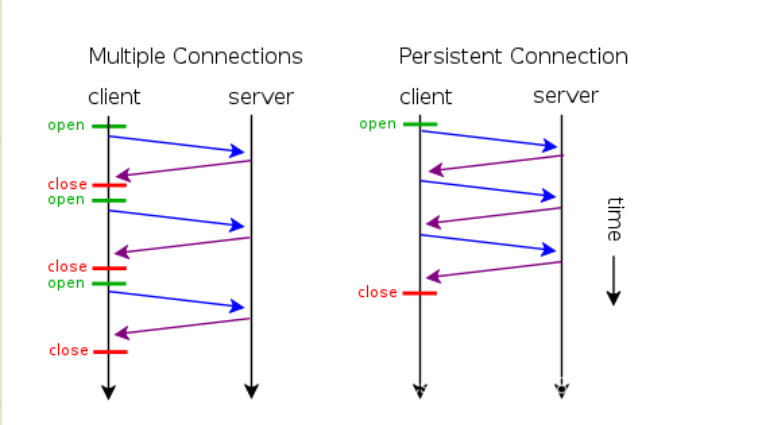 Multiple Connections
client server
open
close
open
close
open
close
Persistent Connection
client server
open
close
time